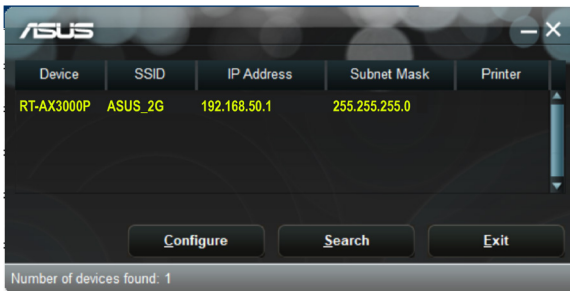 ASUS
Device SSID IP Address Subnet Mask Printer
RT-AX3000P ASUS_2G 192.168.50.1 255.255.255.0
Configure Search Exit
Number of devices found: 1